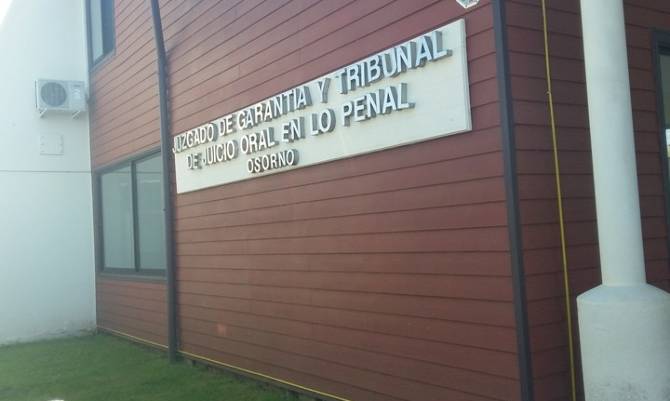 JUZGADO DE GARANTIA Y TRIBUNAL
DE JUICIO ORAL EN LO PENAL
OSORNO